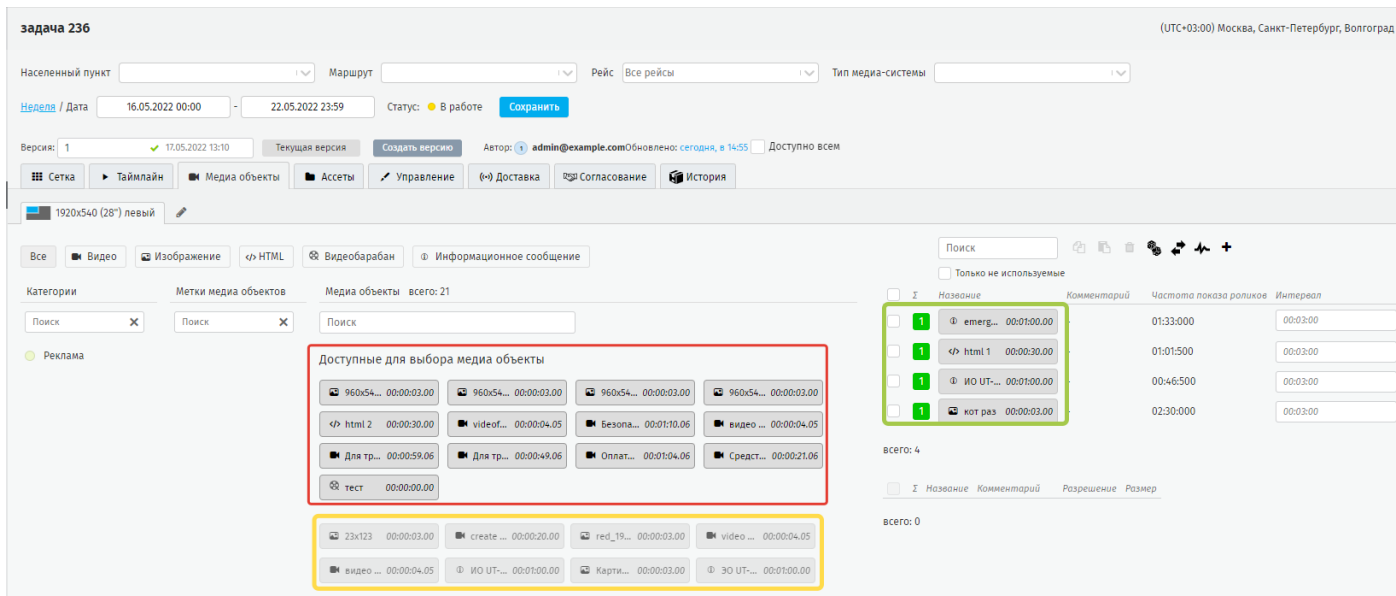 задача 236
(UTC+03:00) Москва, Санкт-Петербург, Волгоград
Населенный пункт Маршрут Рейс Все рейсы Тип медиа-системы
Неделя / Дата 16.05.2022 00:00 - 22.05.2022 23:59 Статус: В работе Сохранить
Версия: 1 17.05.2022 13:10 Текущая версия Создать версию Автор: admin@example.comОбновлено: сегодня, в 14:55 Доступно всем
Сетка Таймлайн Медиа объекты Ассеты Управление Доставка Согласование История
1920x540 (28") левый
Все Видео Изображение </> HTML Видеобарабан Информационное сообщение
Категории Метки медиа объектов Медиа объекты всего: 21
Поиск Поиск Поиск
Реклама
Доступные для выбора медиа объекты
960x54... 00:00:03.00 960x54... 00:00:03.00 960x54... 00:00:03.00 960x54... 00:00:03.00
</> html 2 00:00:30.00 videof... 00:00:04.05 Безопа... 00:01:10.06 видео ... 00:00:04.05
Для тр... 00:00:59.06 Для тр... 00:00:49.06 Оплат... 00:01:04.06 Средст... 00:00:21.06
тест 00:00:00.00
23x123 00:00:03.00 create ... 00:00:20.00 red_19... 00:00:03.00 video ... 00:00:04.05
видео ... 00:00:04.05 ИО UT-... 00:01:00.00 Карти... 00:00:03.00 ЭО UT-... 00:01:00.00
Поиск
Только не используемые
Σ Название Комментарий Частота показа роликов Интервал
1 emerg... 00:01:00.00 - 01:33:000 00:03:00
1 </> html 1 00:00:30.00 - 01:01:500 00:03:00
1 ИО UT-... 00:01:00.00 - 00:46:500 00:03:00
1 кот раз 00:00:03.00 - 02:30:000 00:03:00
всего: 4
Σ Название Комментарий Разрешение Размер
всего: 0